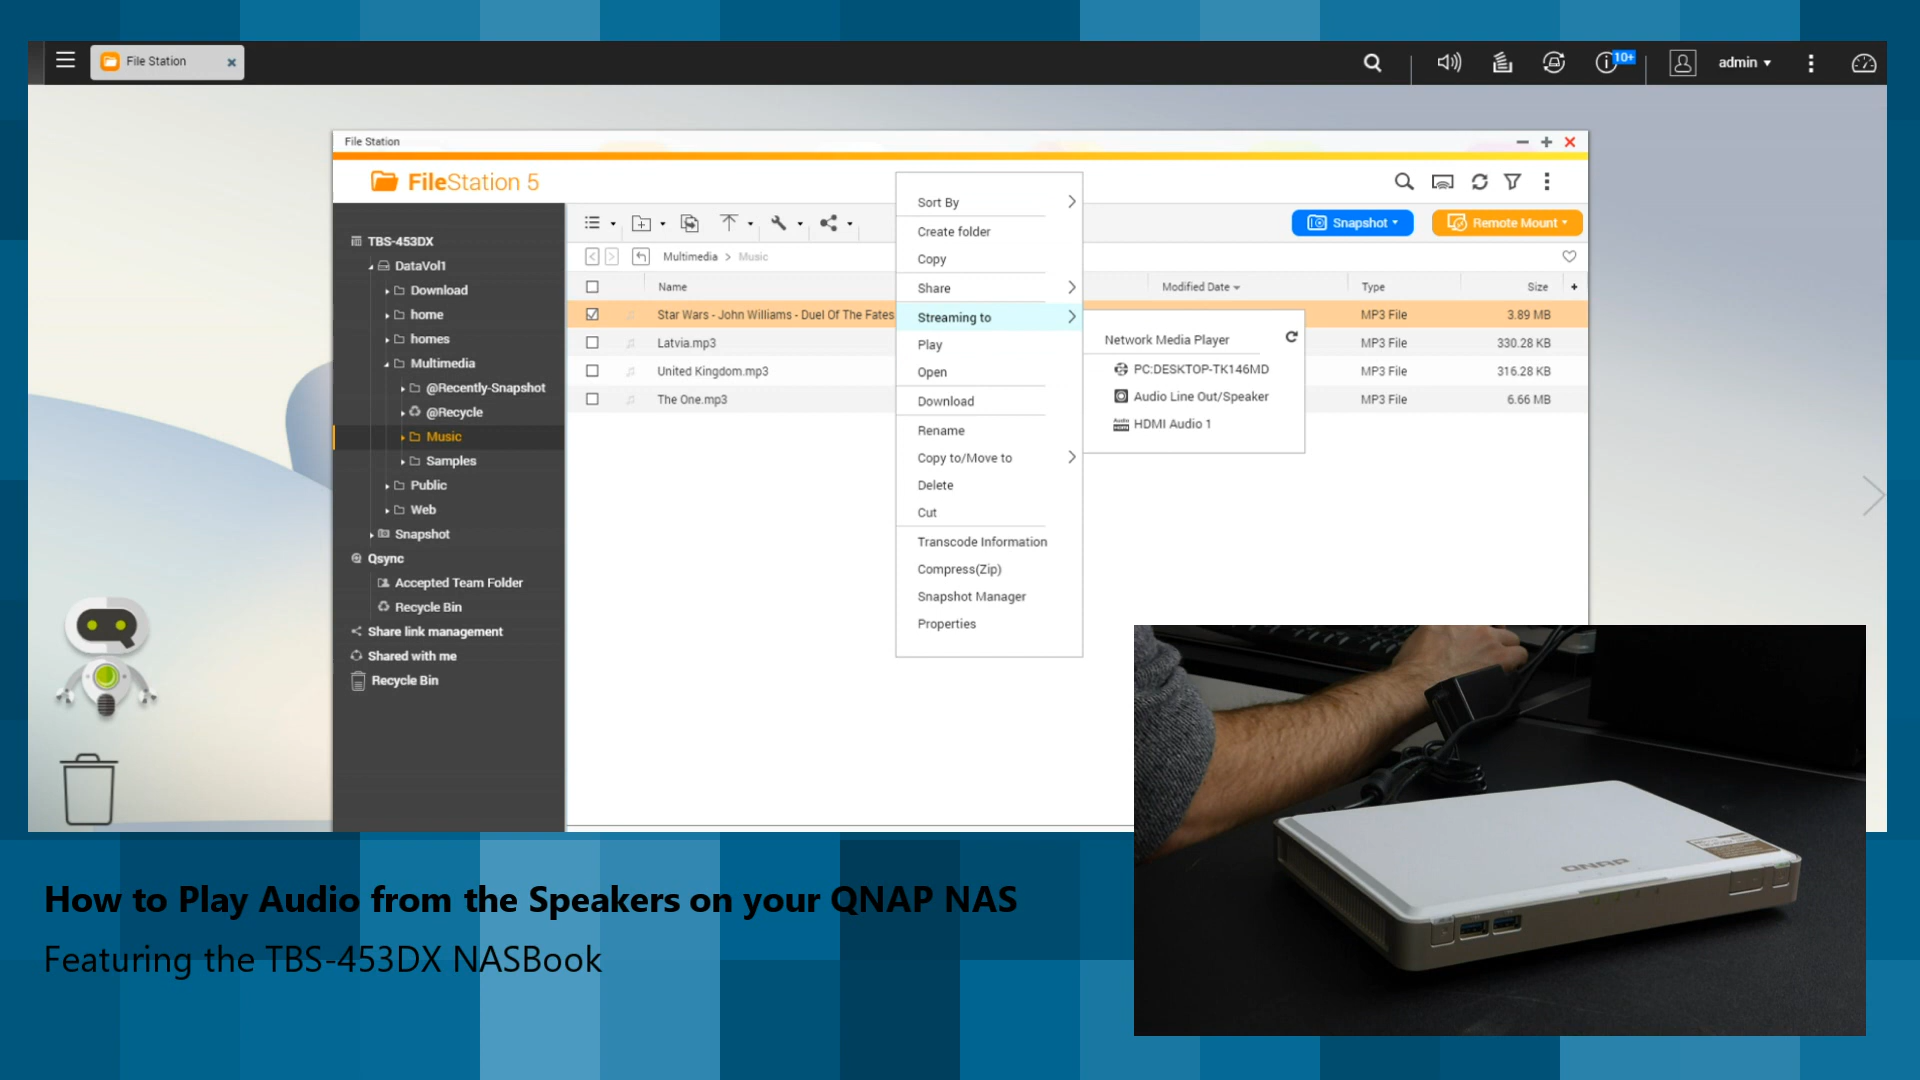 File Station
10+
admin
File Station
FileStation 5
Snapshot
Remote Mount
TBS-453DX
DataVol1
Download
home
homes
Multimedia
@Recently-Snapshot
@Recycle
Music
Samples
Public
Web
Snapshot
Qsync
Accepted Team Folder
Recycle Bin
Share link management
Shared with me
Recycle Bin
Multimedia > Music
Name
Modified Date
Type
Size
Star Wars - John Williams - Duel Of The Fates
MP3 File
3.89 MB
Latvia.mp3
MP3 File
330.28 KB
United Kingdom.mp3
MP3 File
316.28 KB
The One.mp3
MP3 File
6.66 MB
Sort By
Create folder
Copy
Share
Streaming to
Play
Open
Download
Rename
Copy to/Move to
Delete
Cut
Transcode Information
Compress(Zip)
Snapshot Manager
Properties
Network Media Player
PC:DESKTOP-TK146MD
Audio Line Out/Speaker
HDMI Audio 1
QNAP
How to Play Audio from the Speakers on your QNAP NAS
Featuring the TBS-453DX NASBook